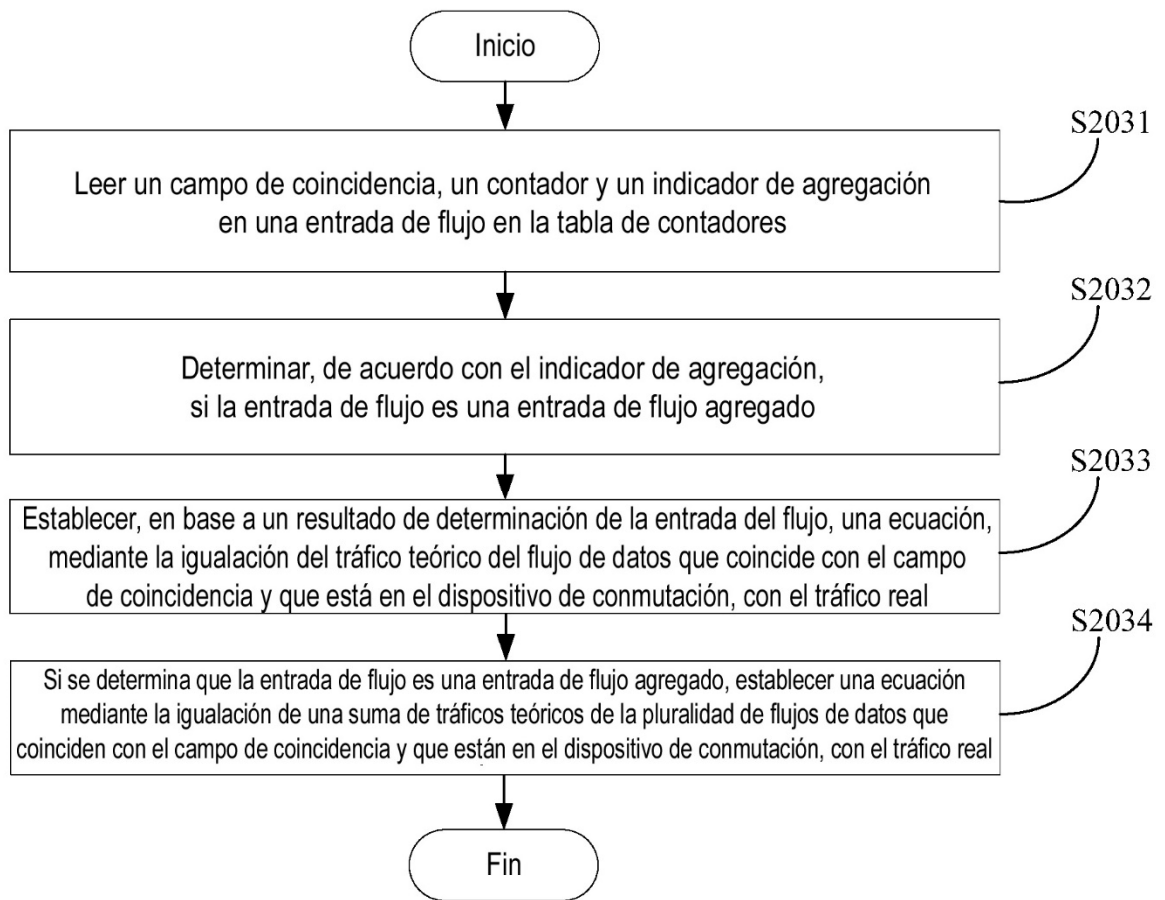 Inicio
S2031
Leer un campo de coincidencia, un contador y un indicador de agregación
en una entrada de flujo en la tabla de contadores
S2032
Determinar, de acuerdo con el indicador de agregación,
si la entrada de flujo es una entrada de flujo agregado
S2033
Establecer, en base a un resultado de determinación de la entrada del flujo, una ecuación,
mediante la igualación del tráfico teórico del flujo de datos que coincide con el campo
de coincidencia y que está en el dispositivo de conmutación, con el tráfico real
S2034
Si se determina que la entrada de flujo es una entrada de flujo agregado, establecer una ecuación
mediante la igualación de una suma de tráficos teóricos de la pluralidad de flujos de datos que
coinciden con el campo de coincidencia y que están en el dispositivo de conmutación, con el tráfico real
Fin